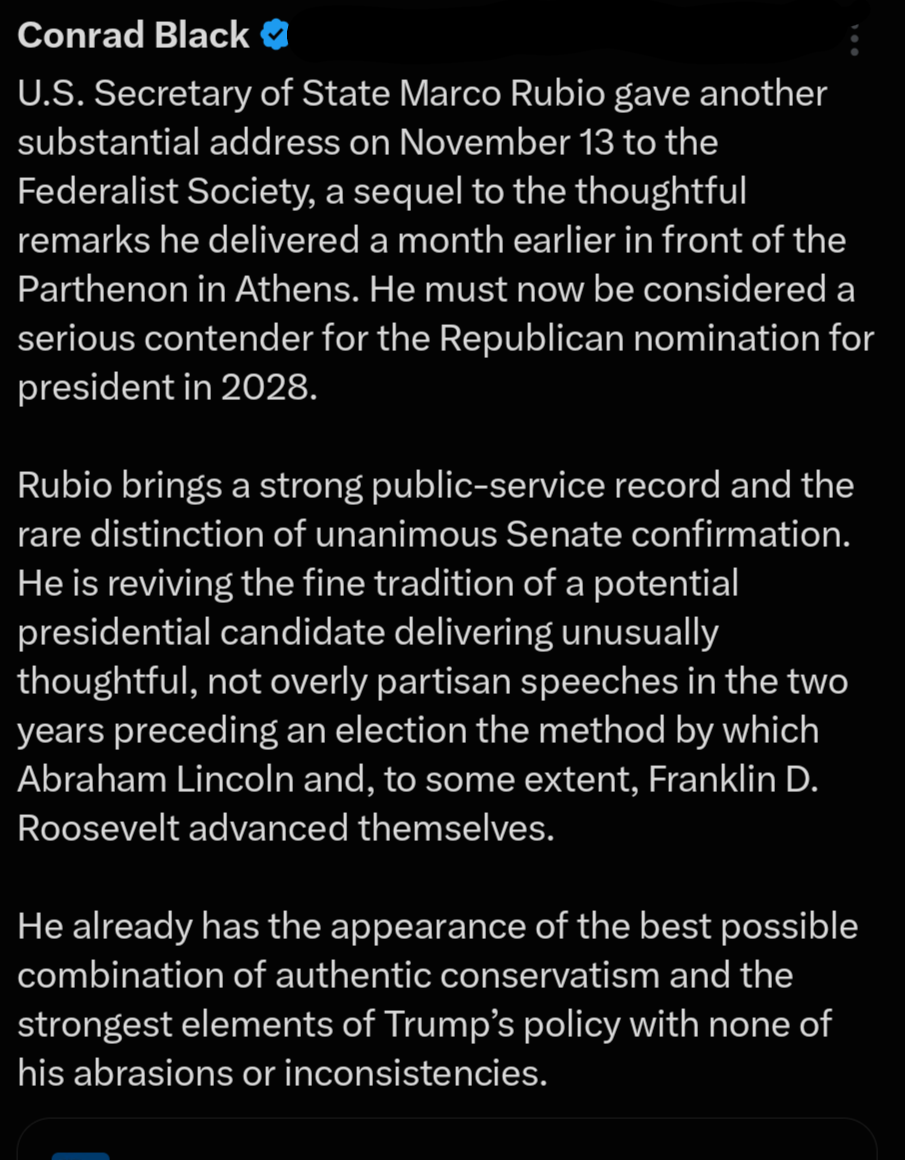 Conrad Black
U.S. Secretary of State Marco Rubio gave another
substantial address on November 13 to the
Federalist Society, a sequel to the thoughtful
remarks he delivered a month earlier in front of the
Parthenon in Athens. He must now be considered a
serious contender for the Republican nomination for
president in 2028.
Rubio brings a strong public-service record and the
rare distinction of unanimous Senate confirmation.
He is reviving the fine tradition of a potential
presidential candidate delivering unusually
thoughtful, not overly partisan speeches in the two
years preceding an election the method by which
Abraham Lincoln and, to some extent, Franklin D.
Roosevelt advanced themselves.
He already has the appearance of the best possible
combination of authentic conservatism and the
strongest elements of Trump’s policy with none of
his abrasions or inconsistencies.